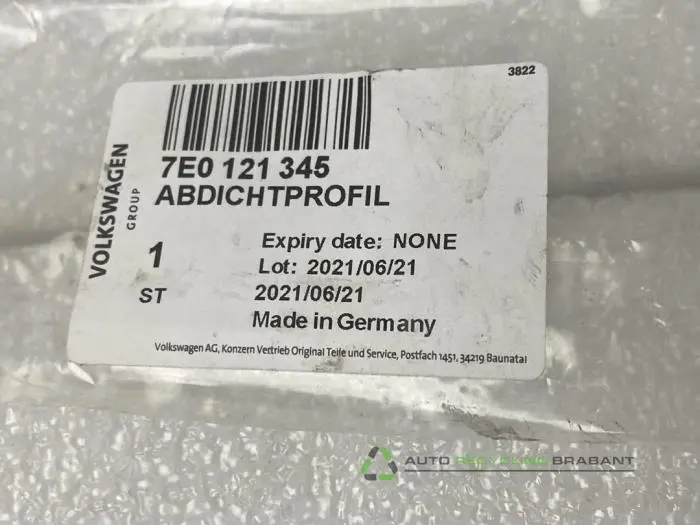 3822
7E0 121 345
ABDICHTPROFIL
VOLKSWAGEN
GROUP
1
ST
Expiry date: NONE
Lot: 2021/06/21
2021/06/21
Made in Germany
Volkswagen AG, Konzern Vertrieb Original Teile und Service, Postfach 1451, 34219 Baunatal
AUTO RECYCLING BRABANT